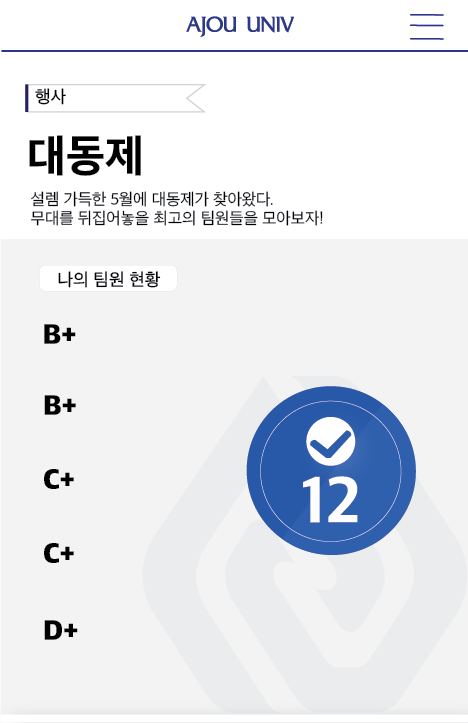 AJOU UNIV
행사
대동제
설렘 가득한 5월에 대동제가 찾아왔다.
무대를 뒤집어놓을 최고의 팀원들을 모아보자!
나의 팀원 현황
B+
B+
C+
12
C+
D+